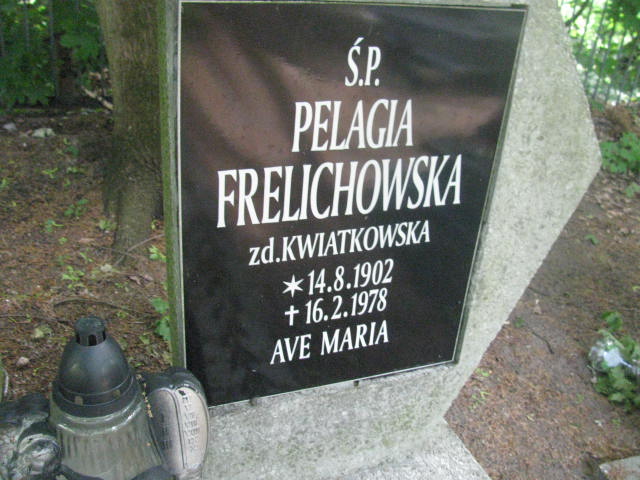 Ś.P.
PELAGIA
FRELICHOWSKA
zd.KWIATKOWSKA
✶14.8.1902
†16.2.1978
AVE MARIA